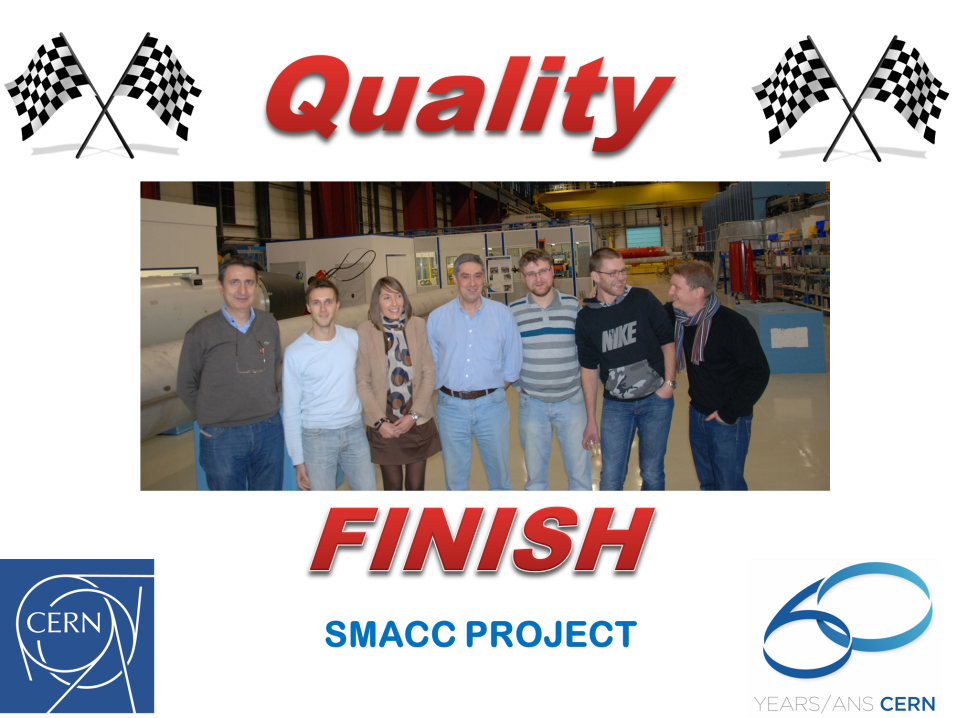 Quality
NIKE
FINISH
CERN
SMACC PROJECT
YEARS/ANS CERN